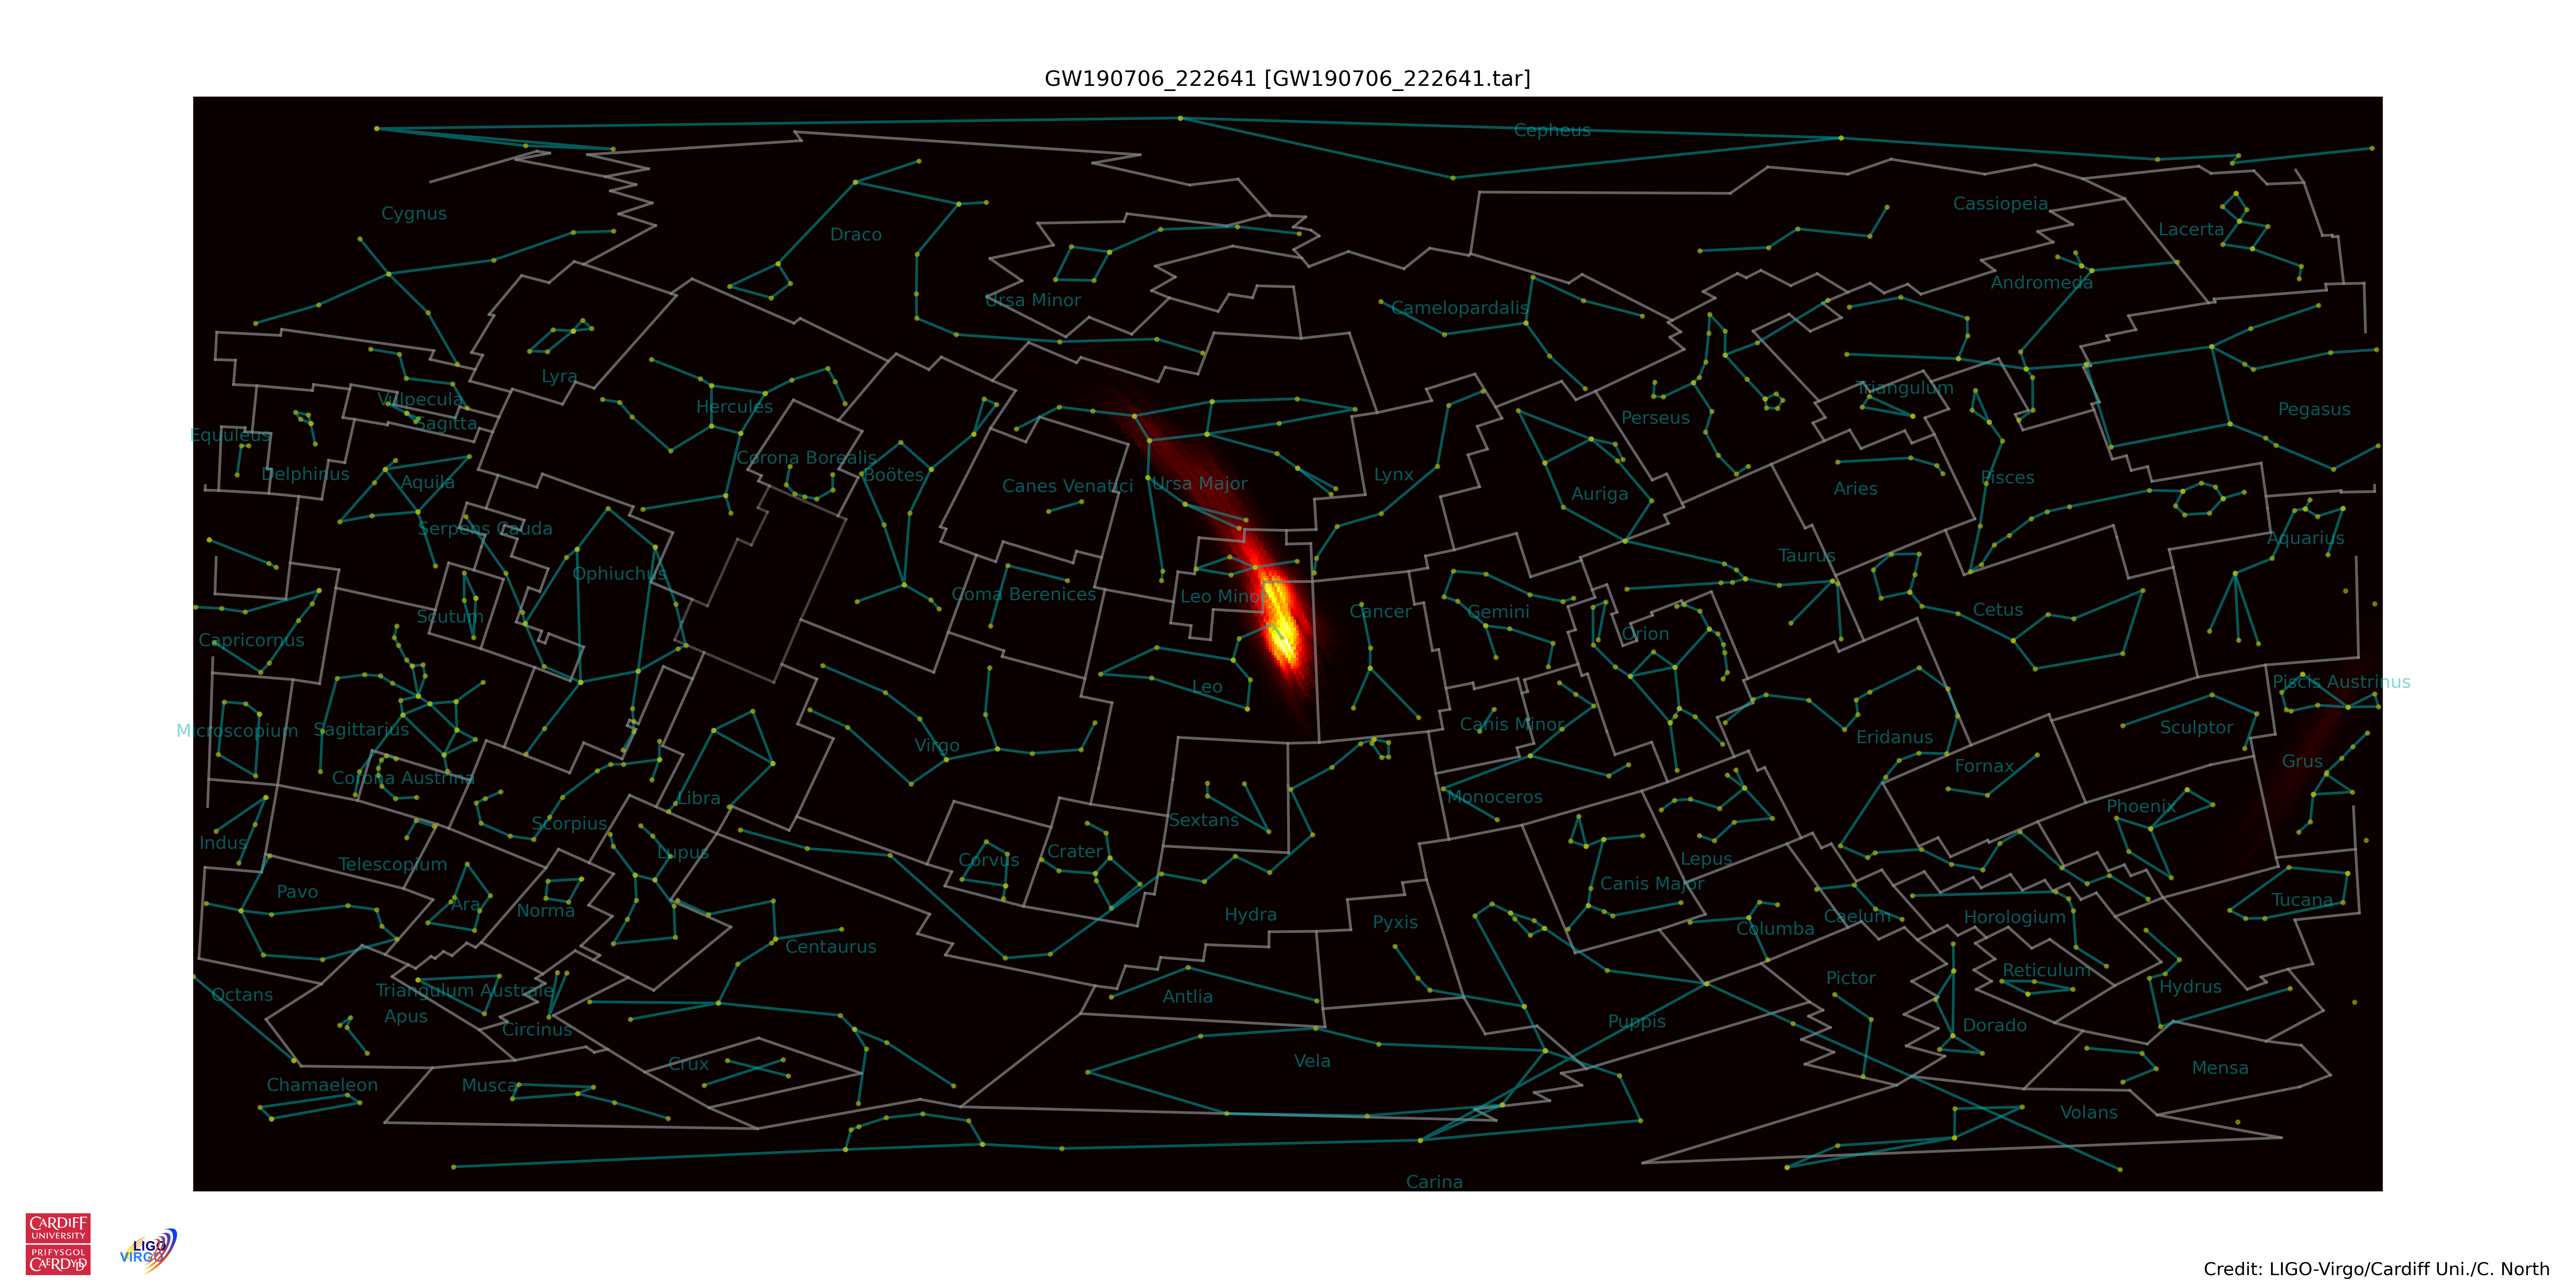 GW190706_222641 [GW190706_222641.tar]
Cepheus
Cassiopeia
Cygnus
Lacerta
Draco
Andromeda
Ursa Minor
Camelopardalis
Lyra
Triangulum
Vulpecula
Hercules
Pegasus
Perseus
Sagitta
Equuleus
Corona Borealis
Delphinus
Boötes
Lynx
Pisces
Aquila
Canes Venatici
Ursa Major
Aries
Auriga
Serpens Cauda
Aquarius
Taurus
Ophiuchus
Coma Berenices
Leo Minor
Scutum
Cancer
Gemini
Cetus
Orion
Capricornus
Leo
Piscis Austrinus
Microscopium
Sagittarius
Canis Minor
Sculptor
Virgo
Eridanus
Grus
Fornax
Corona Austrina
Libra
Monoceros
Phoenix
Scorpius
Sextans
Indus
Lupus
Crater
Corvus
Lepus
Telescopium
Canis Major
Pavo
Tucana
Ara
Norma
Hydra
Caelum
Horologium
Pyxis
Columba
Centaurus
Reticulum
Pictor
Hydrus
Triangulum Australe
Octans
Antlia
Apus
Puppis
Dorado
Circinus
Vela
Crux
Mensa
Chamaeleon
Musca
Volans
Carina
CARDIFF
UNIVERSITY
PRIFYSGOL
CAERDYDD
LIGO
VIRGO
Credit: LIGO-Virgo/Cardiff Uni./C. North